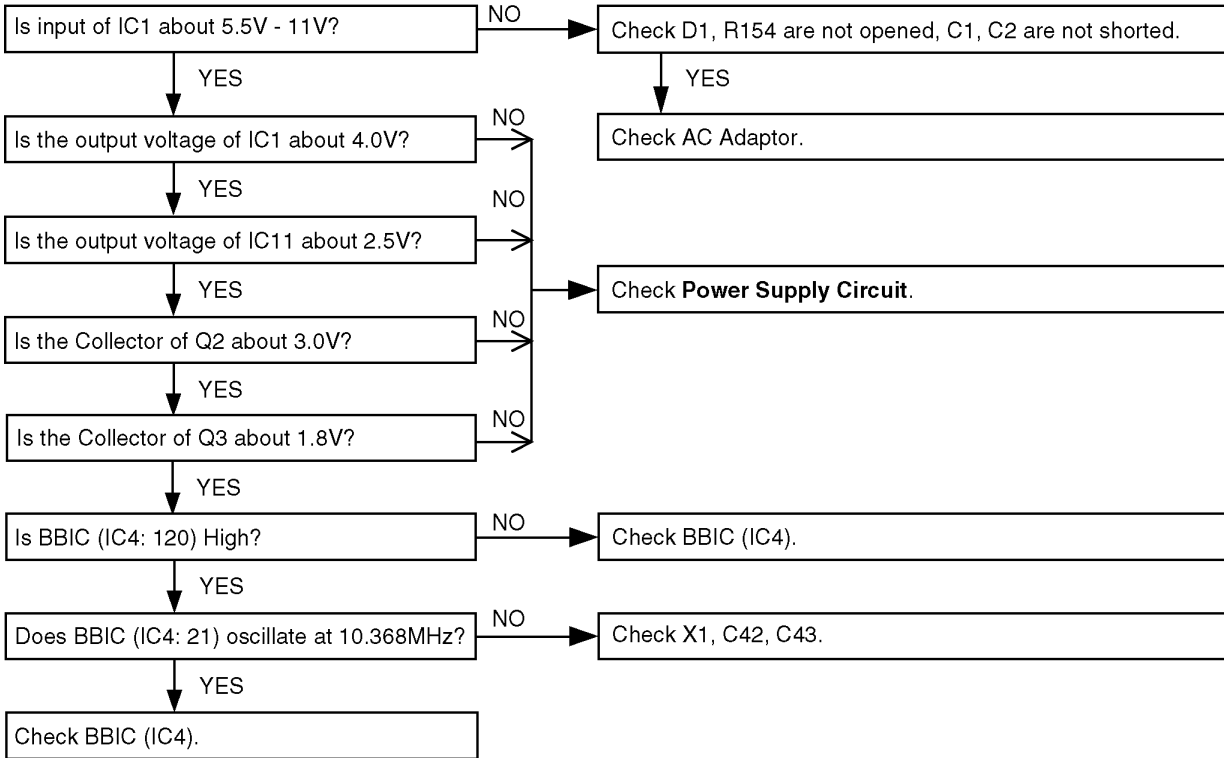 Is input of IC1 about 5.5V - 11V?
NO
Check D1, R154 are not opened, C1, C2 are not shorted.
YES
YES
Is the output voltage of IC1 about 4.0V?
NO
Check AC Adaptor.
YES
NO
Is the output voltage of IC11 about 2.5V?
YES
Check Power Supply Circuit.
Is the Collector of Q2 about 3.0V?
NO
YES
Is the Collector of Q3 about 1.8V?
NO
YES
Is BBIC (IC4: 120) High?
NO
Check BBIC (IC4).
YES
Does BBIC (IC4: 21) oscillate at 10.368MHz?
NO
Check X1, C42, C43.
YES
Check BBIC (IC4).